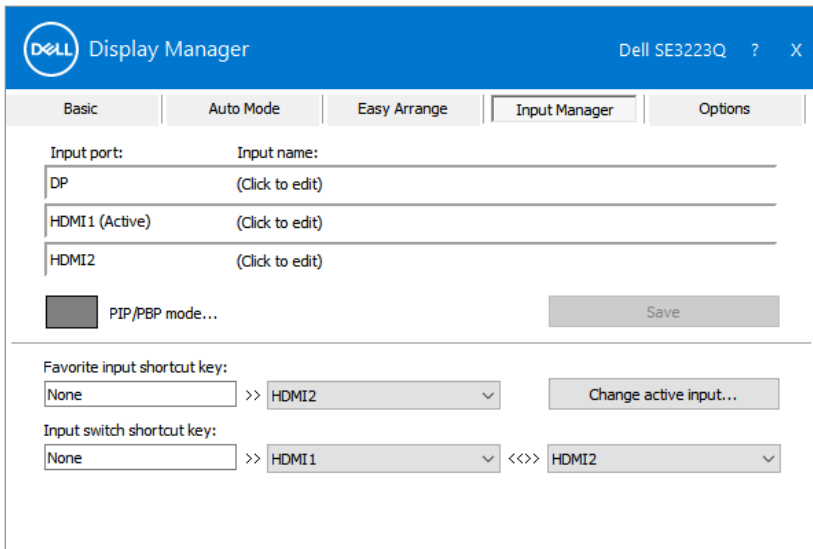 DELL Display Manager Dell SE3223Q ? X
Basic Auto Mode Easy Arrange Input Manager Options
Input port: Input name:
DP (Click to edit)
HDMI1 (Active) (Click to edit)
HDMI2 (Click to edit)
PIP/PBP mode... Save
Favorite input shortcut key:
None >> HDMI2 Change active input...
Input switch shortcut key:
None >> HDMI1 <<>> HDMI2